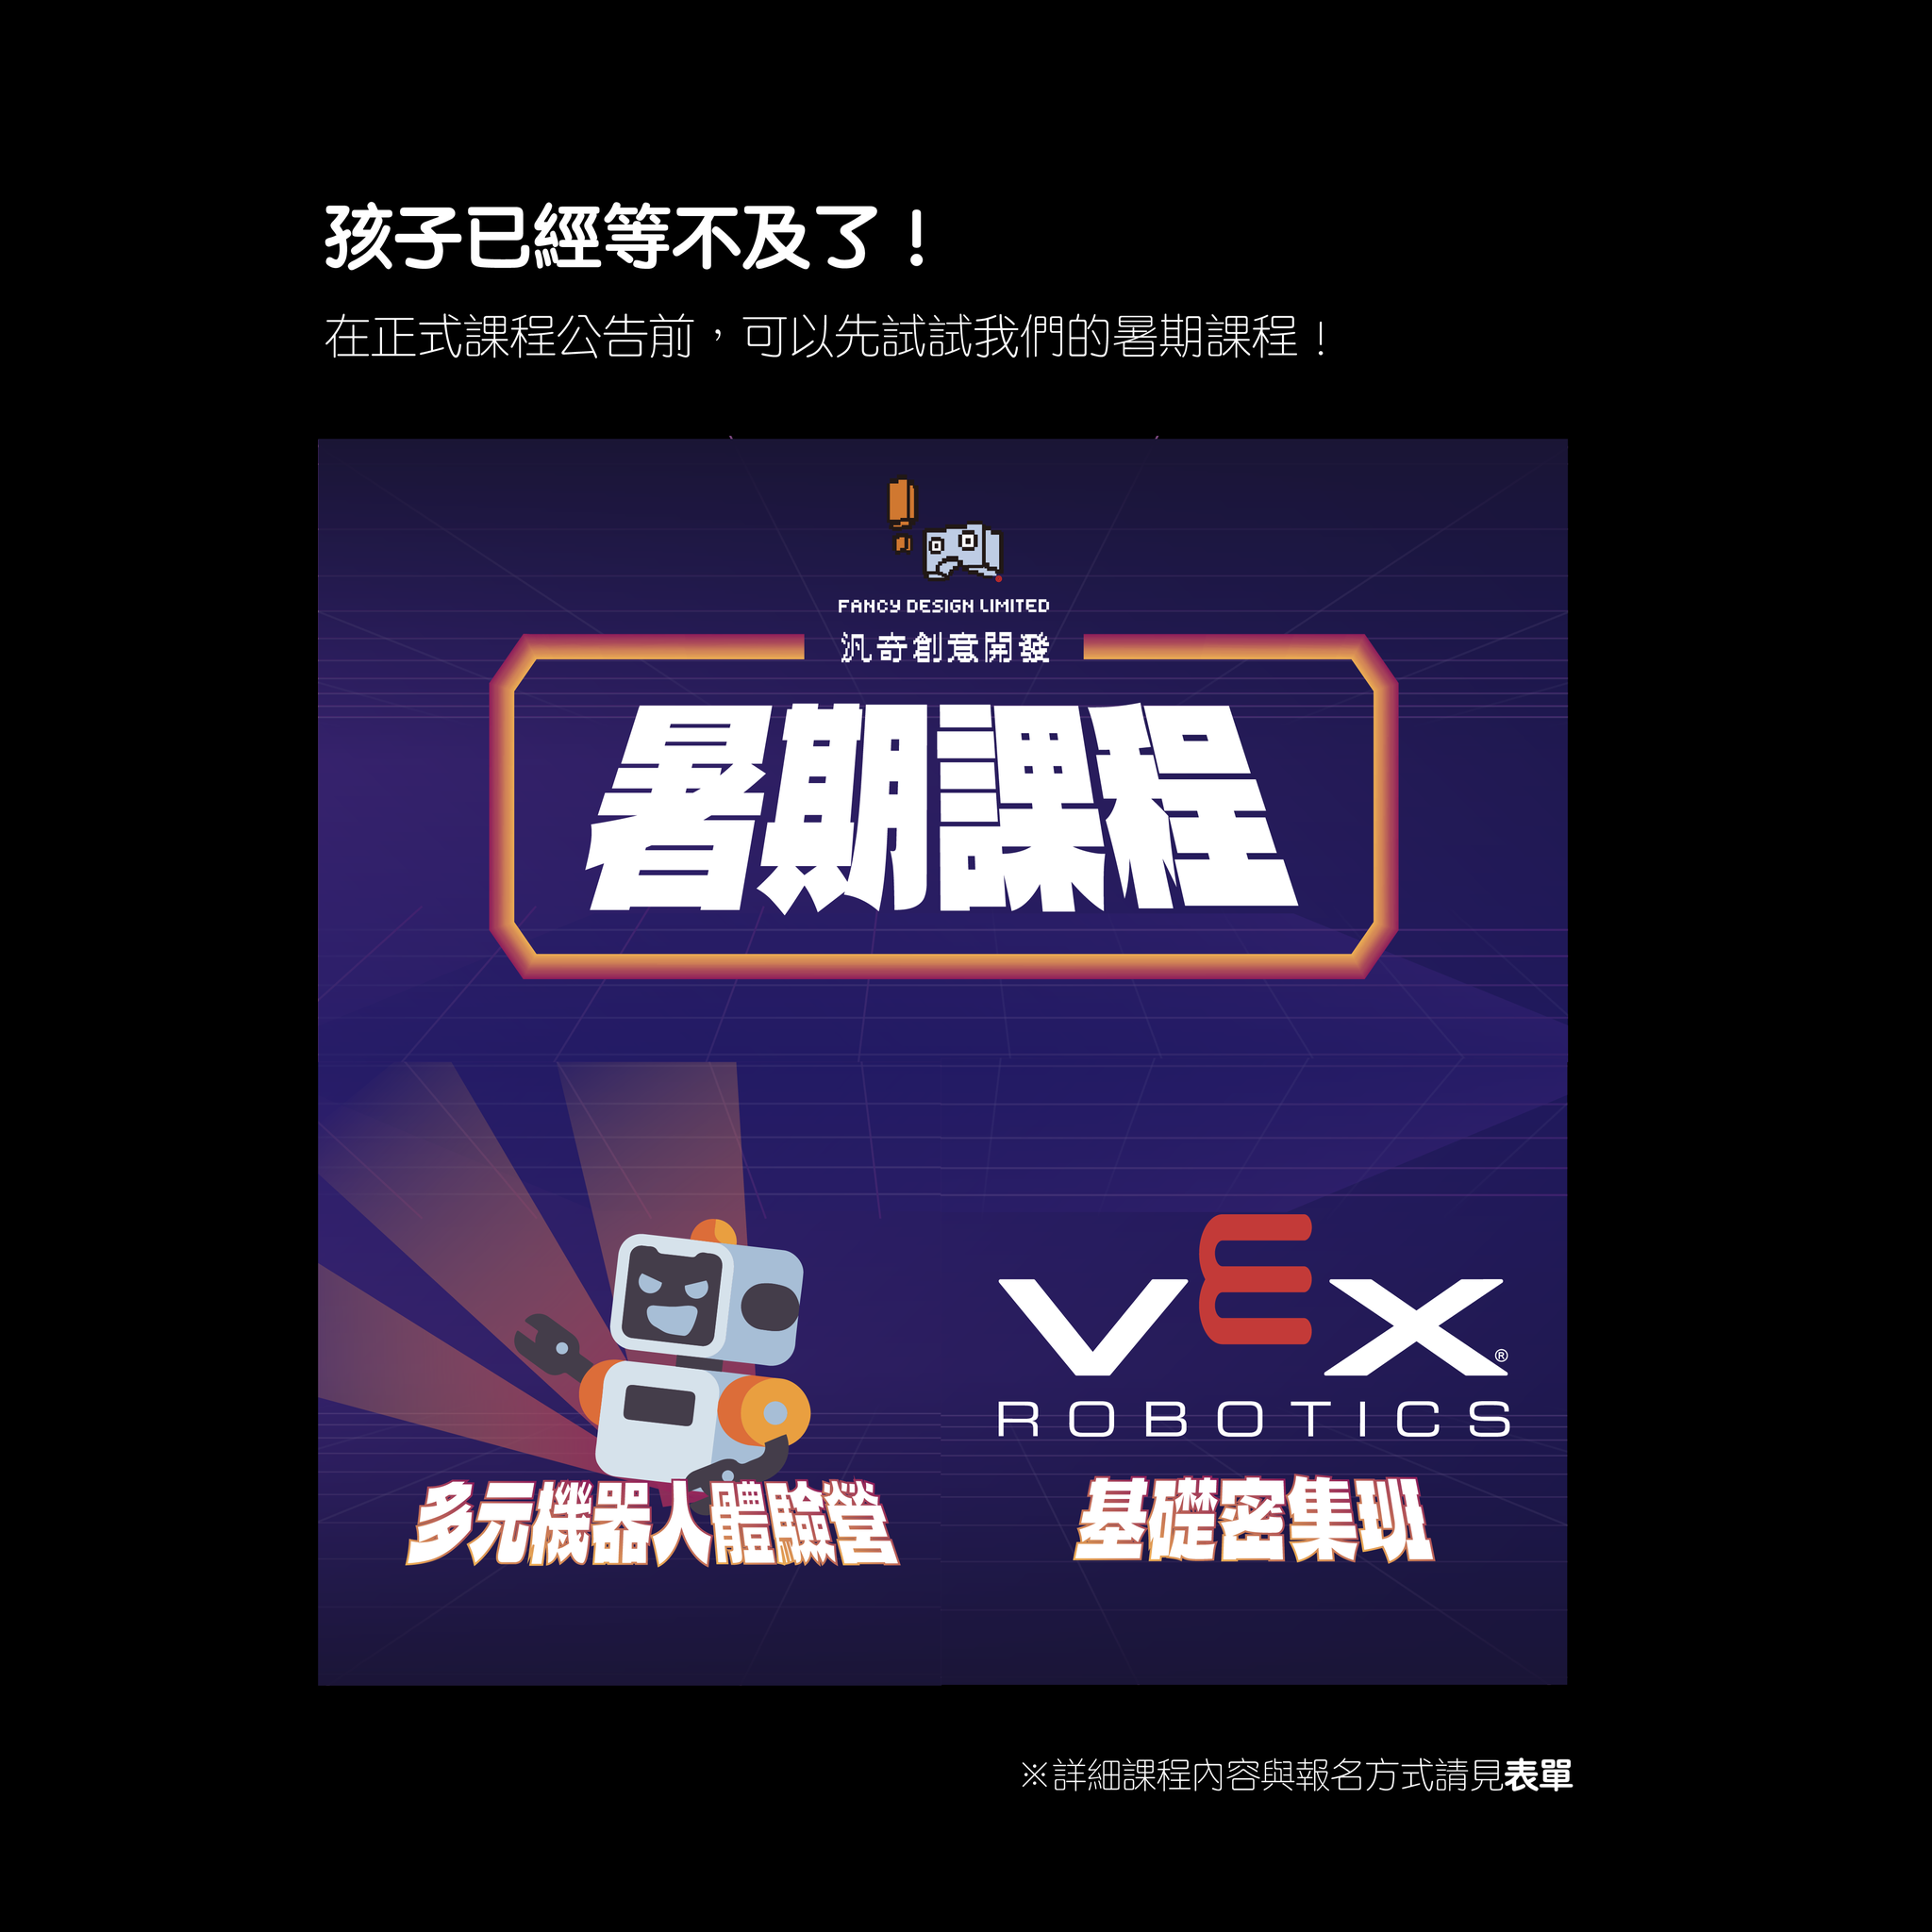 孩子已經等不及了！
在正式課程公告前，可以先試試我們的暑期課程！
FANCY DESIGN LIMITED
汎奇創意開發
暑期課程
VEX®
ROBOTICS
多元機器人體驗營
基礎密集班
※詳細課程內容與報名方式請見表單